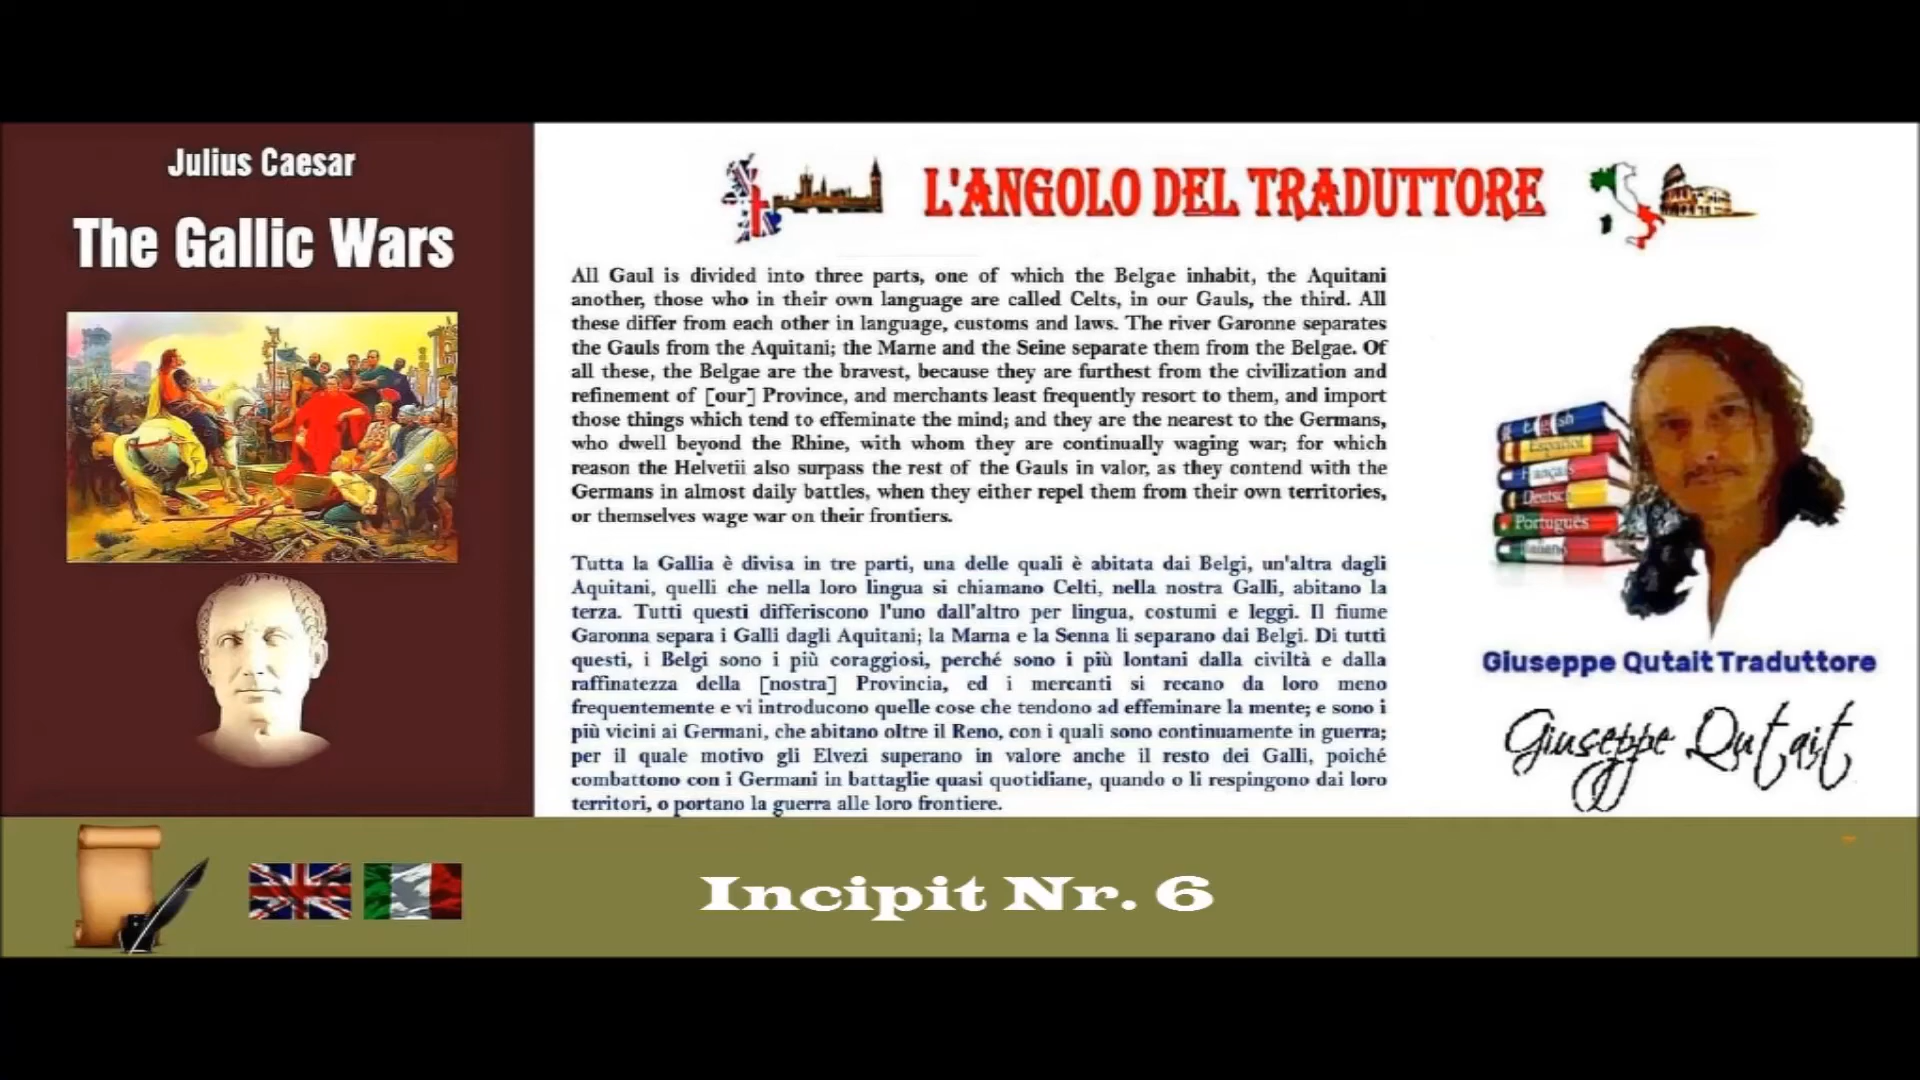 Julius Caesar
The Gallic Wars
L'ANGOLO DEL TRADUTTORE
All Gaul is divided into three parts, one of which the Belgae inhabit, the Aquitani
another, those who in their own language are called Celts, in our Gauls, the third. All
these differ from each other in language, customs and laws. The river Garonne separates
the Gauls from the Aquitani; the Marne and the Seine separate them from the Belgae. Of
all these, the Belgae are the bravest, because they are furthest from the civilization and
refinement of [our] Province, and merchants least frequently resort to them, and import
those things which tend to effeminate the mind; and they are the nearest to the Germans,
who dwell beyond the Rhine, with whom they are continually waging war; for which
reason the Helvetii also surpass the rest of the Gauls in valor, as they contend with the
Germans in almost daily battles, when they either repel them from their own territories,
or themselves wage war on their frontiers.
Tutta la Gallia è divisa in tre parti, una delle quali è abitata dai Belgi, un'altra dagli
Aquitani, quelli che nella loro lingua si chiamano Celti, nella nostra Galli, abitano la
terza. Tutti questi differiscono l'uno dall'altro per lingua, costumi e leggi. Il fiume
Garonna separa i Galli dagli Aquitani; la Marna e la Senna li separano dai Belgi. Di tutti
questi, i Belgi sono i più coraggiosi, perché sono i più lontani dalla civiltà e dalla
raffinatezza della [nostra] Provincia, ed i mercanti si recano da loro meno
frequentemente e vi introducono quelle cose che tendono ad effeminare la mente; e sono i
più vicini ai Germani, che abitano oltre il Reno, con i quali sono continuamente in guerra;
per il quale motivo gli Elvezi superano in valore anche il resto dei Galli, poiché
combattono con i Germani in battaglie quasi quotidiane, quando o li respingono dai loro
territori, o portano la guerra alle loro frontiere.
English
Español
Français
Deutsch
Português
Italiano
Giuseppe Qutait Traduttore
Giuseppe Qutait
Incipit Nr. 6